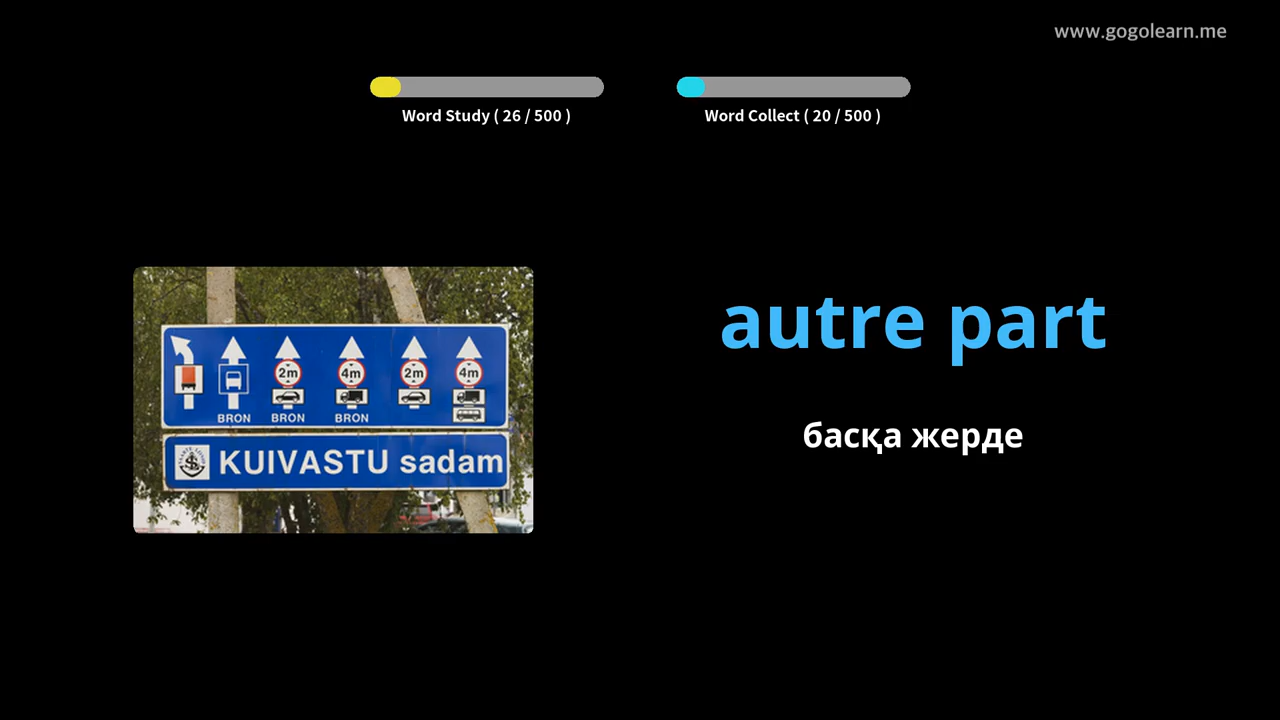 www.gogolearn.me
Word Study ( 26 / 500 )
Word Collect ( 20 / 500 )
autre part
басқа жерде
2m
4m
2m
4m
BRON
BRON
BRON
KUIVASTU sadam